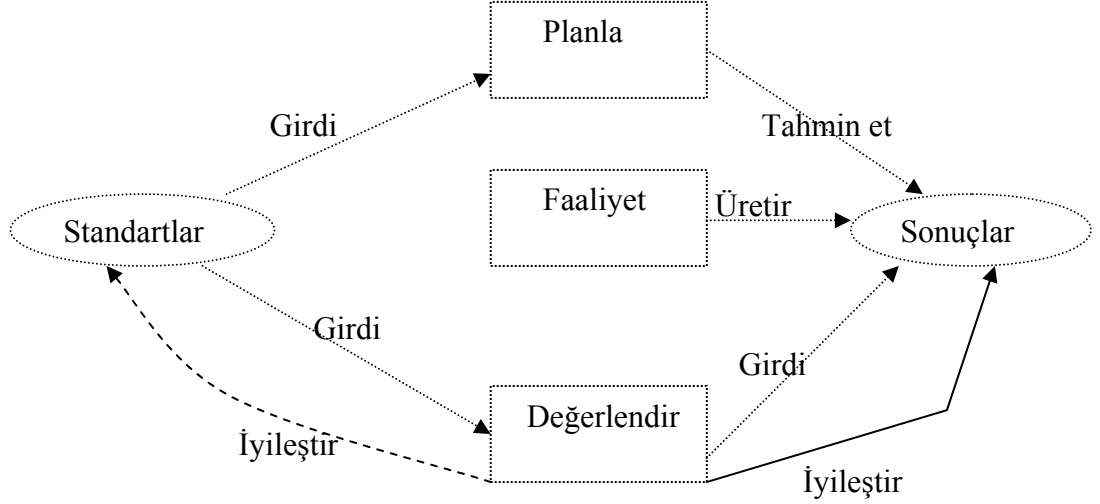 Planla
Girdi
Tahmin et
Faaliyet
Üretir
Standartlar
Sonuçlar
Girdi
Girdi
Değerlendir
İyileştir
İyileştir